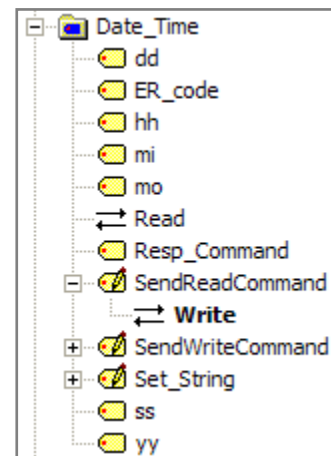 Date_Time
dd
ER_code
hh
mi
mo
Read
Resp_Command
SendReadCommand
Write
SendWriteCommand
Set_String
ss
yy